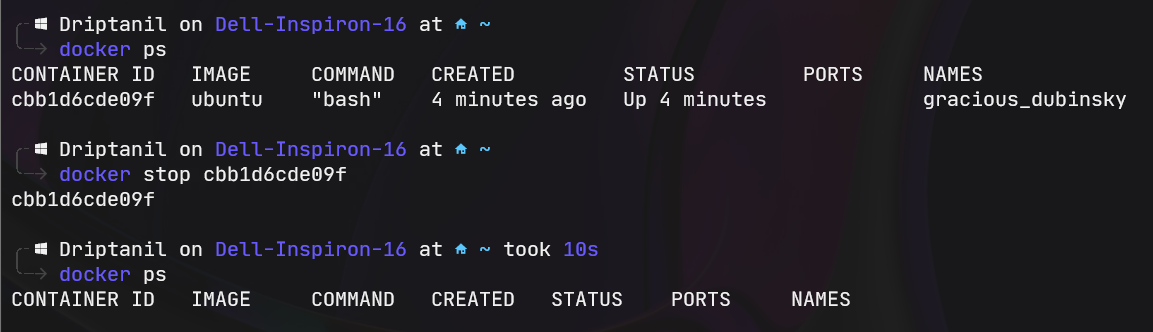 Driptanil on Dell-Inspiron-16 at ~
docker ps
CONTAINER ID   IMAGE     COMMAND   CREATED         STATUS         PORTS     NAMES
cbb1d6cde09f   ubuntu    "bash"    4 minutes ago   Up 4 minutes             gracious_dubinsky
Driptanil on Dell-Inspiron-16 at ~
docker stop cbb1d6cde09f
cbb1d6cde09f
Driptanil on Dell-Inspiron-16 at ~ took 10s
docker ps
CONTAINER ID   IMAGE     COMMAND   CREATED   STATUS    PORTS     NAMES